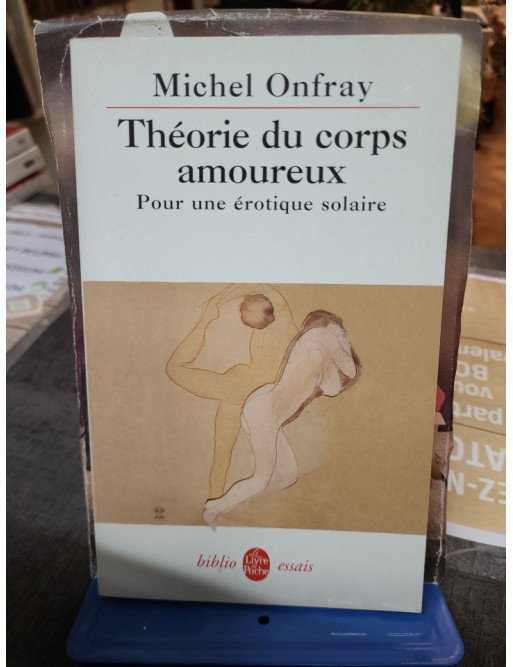 Michel Onfray
Théorie du corps
amoureux
Pour une érotique solaire
biblio
Le
Livre
de
Poche
essais